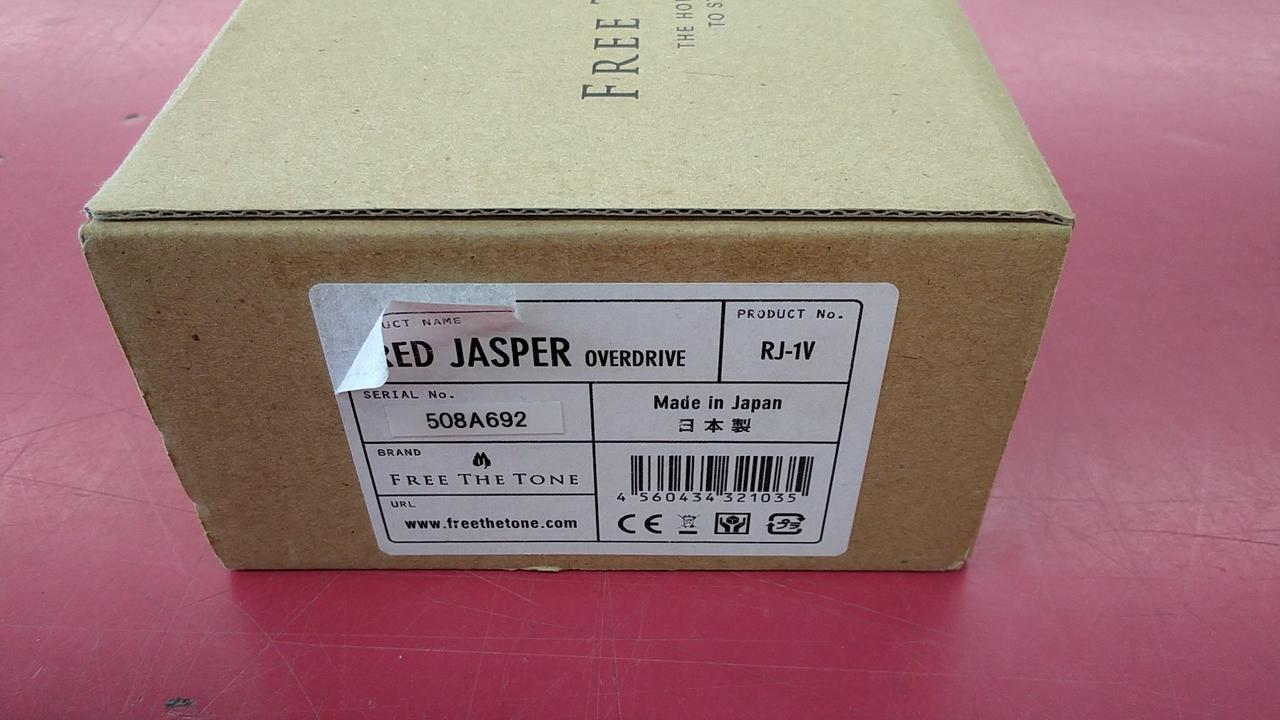 FREE
THE
TO
UCT NAME
RED JASPER OVERDRIVE
PRODUCT No.
RJ-1V
SERIAL No.
508A692
Made in Japan
日本製
BRAND
FREE THE TONE
URL
www.freethetone.com
4 560434 321035
CE